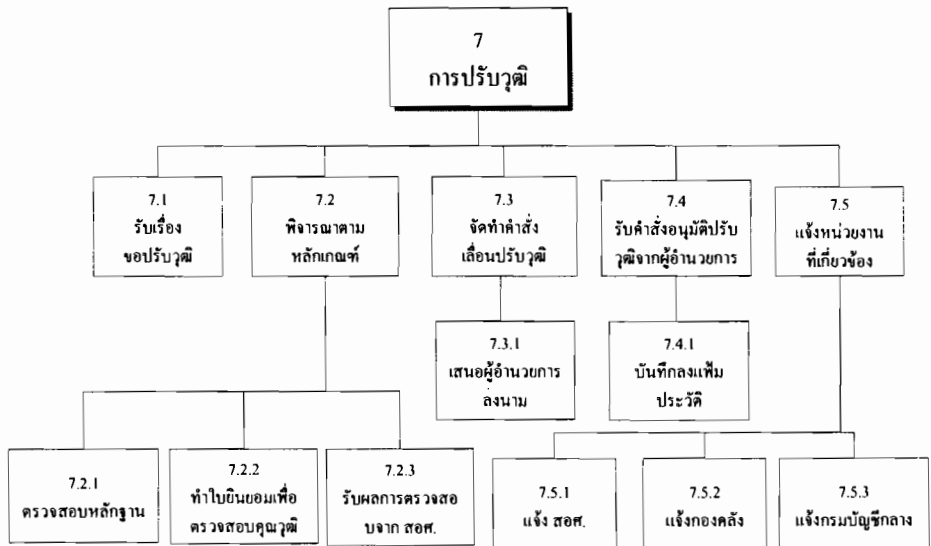 7
การปรับวุฒิ
7.1
รับเรื่อง
ขอปรับวุฒิ
7.2
พิจารณาตาม
หลักเกณฑ์
7.3
จัดทำคำสั่ง
เลื่อนปรับวุฒิ
7.4
รับคำสั่งอนุมัติปรับ
วุฒิจากผู้อำนวยการ
7.5
แจ้งหน่วยงาน
ที่เกี่ยวข้อง
7.3.1
เสนอผู้อำนวยการ
ลงนาม
7.4.1
บันทึกลงแฟ้ม
ประวัติ
7.2.1
ตรวจสอบหลักฐาน
7.2.2
ทำใบยินยอมเพื่อ
ตรวจสอบคุณวุฒิ
7.2.3
รับผลการตรวจสอ
บจาก สอศ.
7.5.1
แจ้ง สอศ.
7.5.2
แจ้งกองคลัง
7.5.3
แจ้งกรมบัญชีกลาง